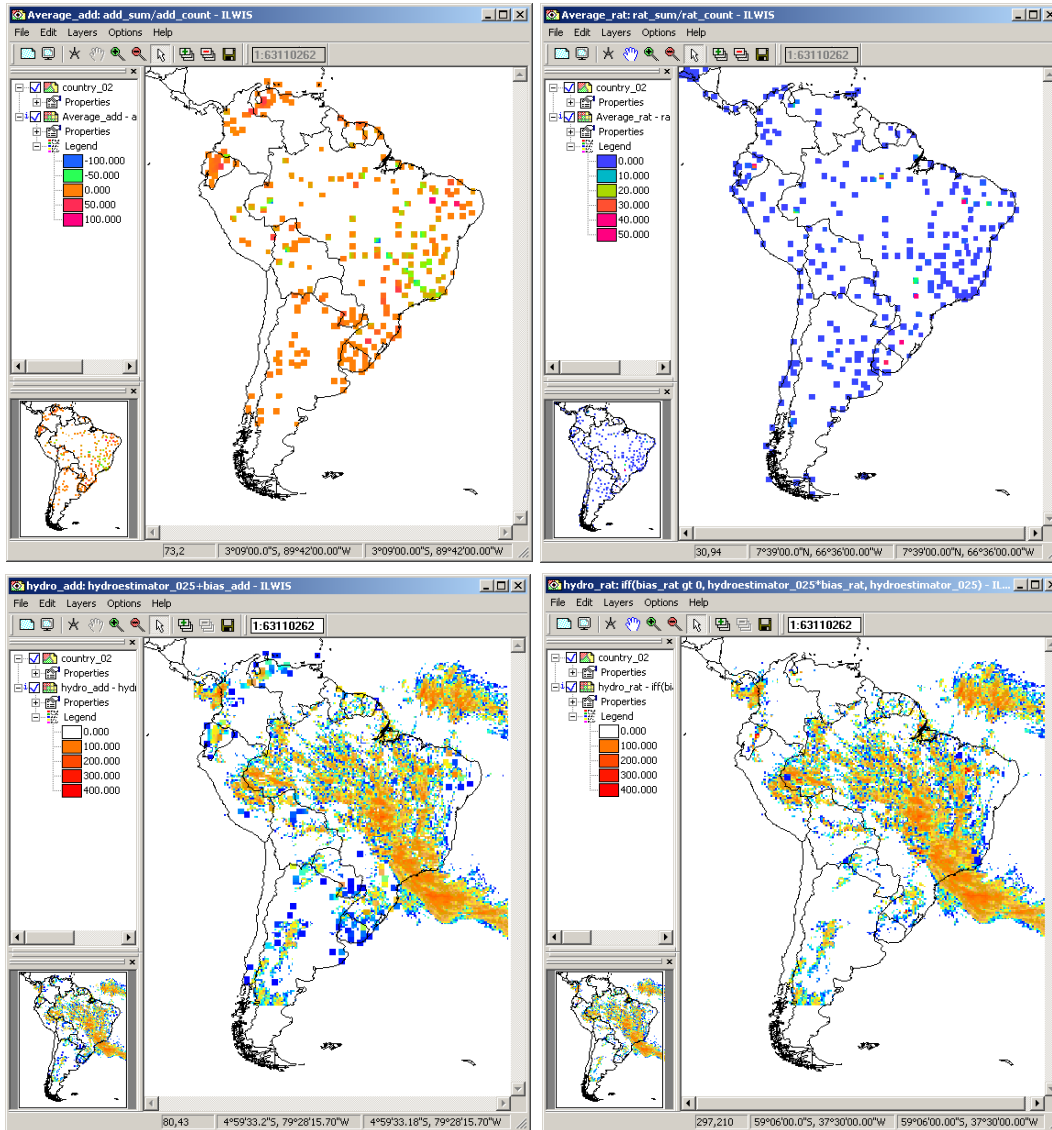 Average_add: add_sum/add_count - ILWIS
File Edit Layers Options Help
1:63110262
country_02
Properties
Average_add - a
Properties
Legend
-100.000
-50.000
0.000
50.000
100.000
73,2 3°09'00.00"S, 89°42'00.00"W 3°09'00.00"S, 89°42'00.00"W
Average_rat: rat_sum/rat_count - ILWIS
File Edit Layers Options Help
1:63110262
country_02
Properties
Average_rat - ra
Properties
Legend
0.000
10.000
20.000
30.000
40.000
50.000
30,94 7°39'00.00"N, 66°36'00.00"W 7°39'00.00"N, 66°36'00.00"W
hydro_add: hydroestimator_025+bias_add - ILWIS
File Edit Layers Options Help
1:63110262
country_02
Properties
hydro_add - hydr
Properties
Legend
0.000
100.000
200.000
300.000
400.000
80,43 4°59'33.2"S, 79°28'15.70"W 4°59'33.18"S, 79°28'15.70"W
hydro_rat: iff(bias_rat gt 0, hydroestimator_025*bias_rat, hydroestimator_025) - IL...
File Edit Layers Options Help
1:63110262
country_02
Properties
hydro_rat - iff(bi
Properties
Legend
0.000
100.000
200.000
300.000
400.000
297,210 59°06'00.0"S, 37°30'00.00"W 59°06'00.00"S, 37°30'00.00"W